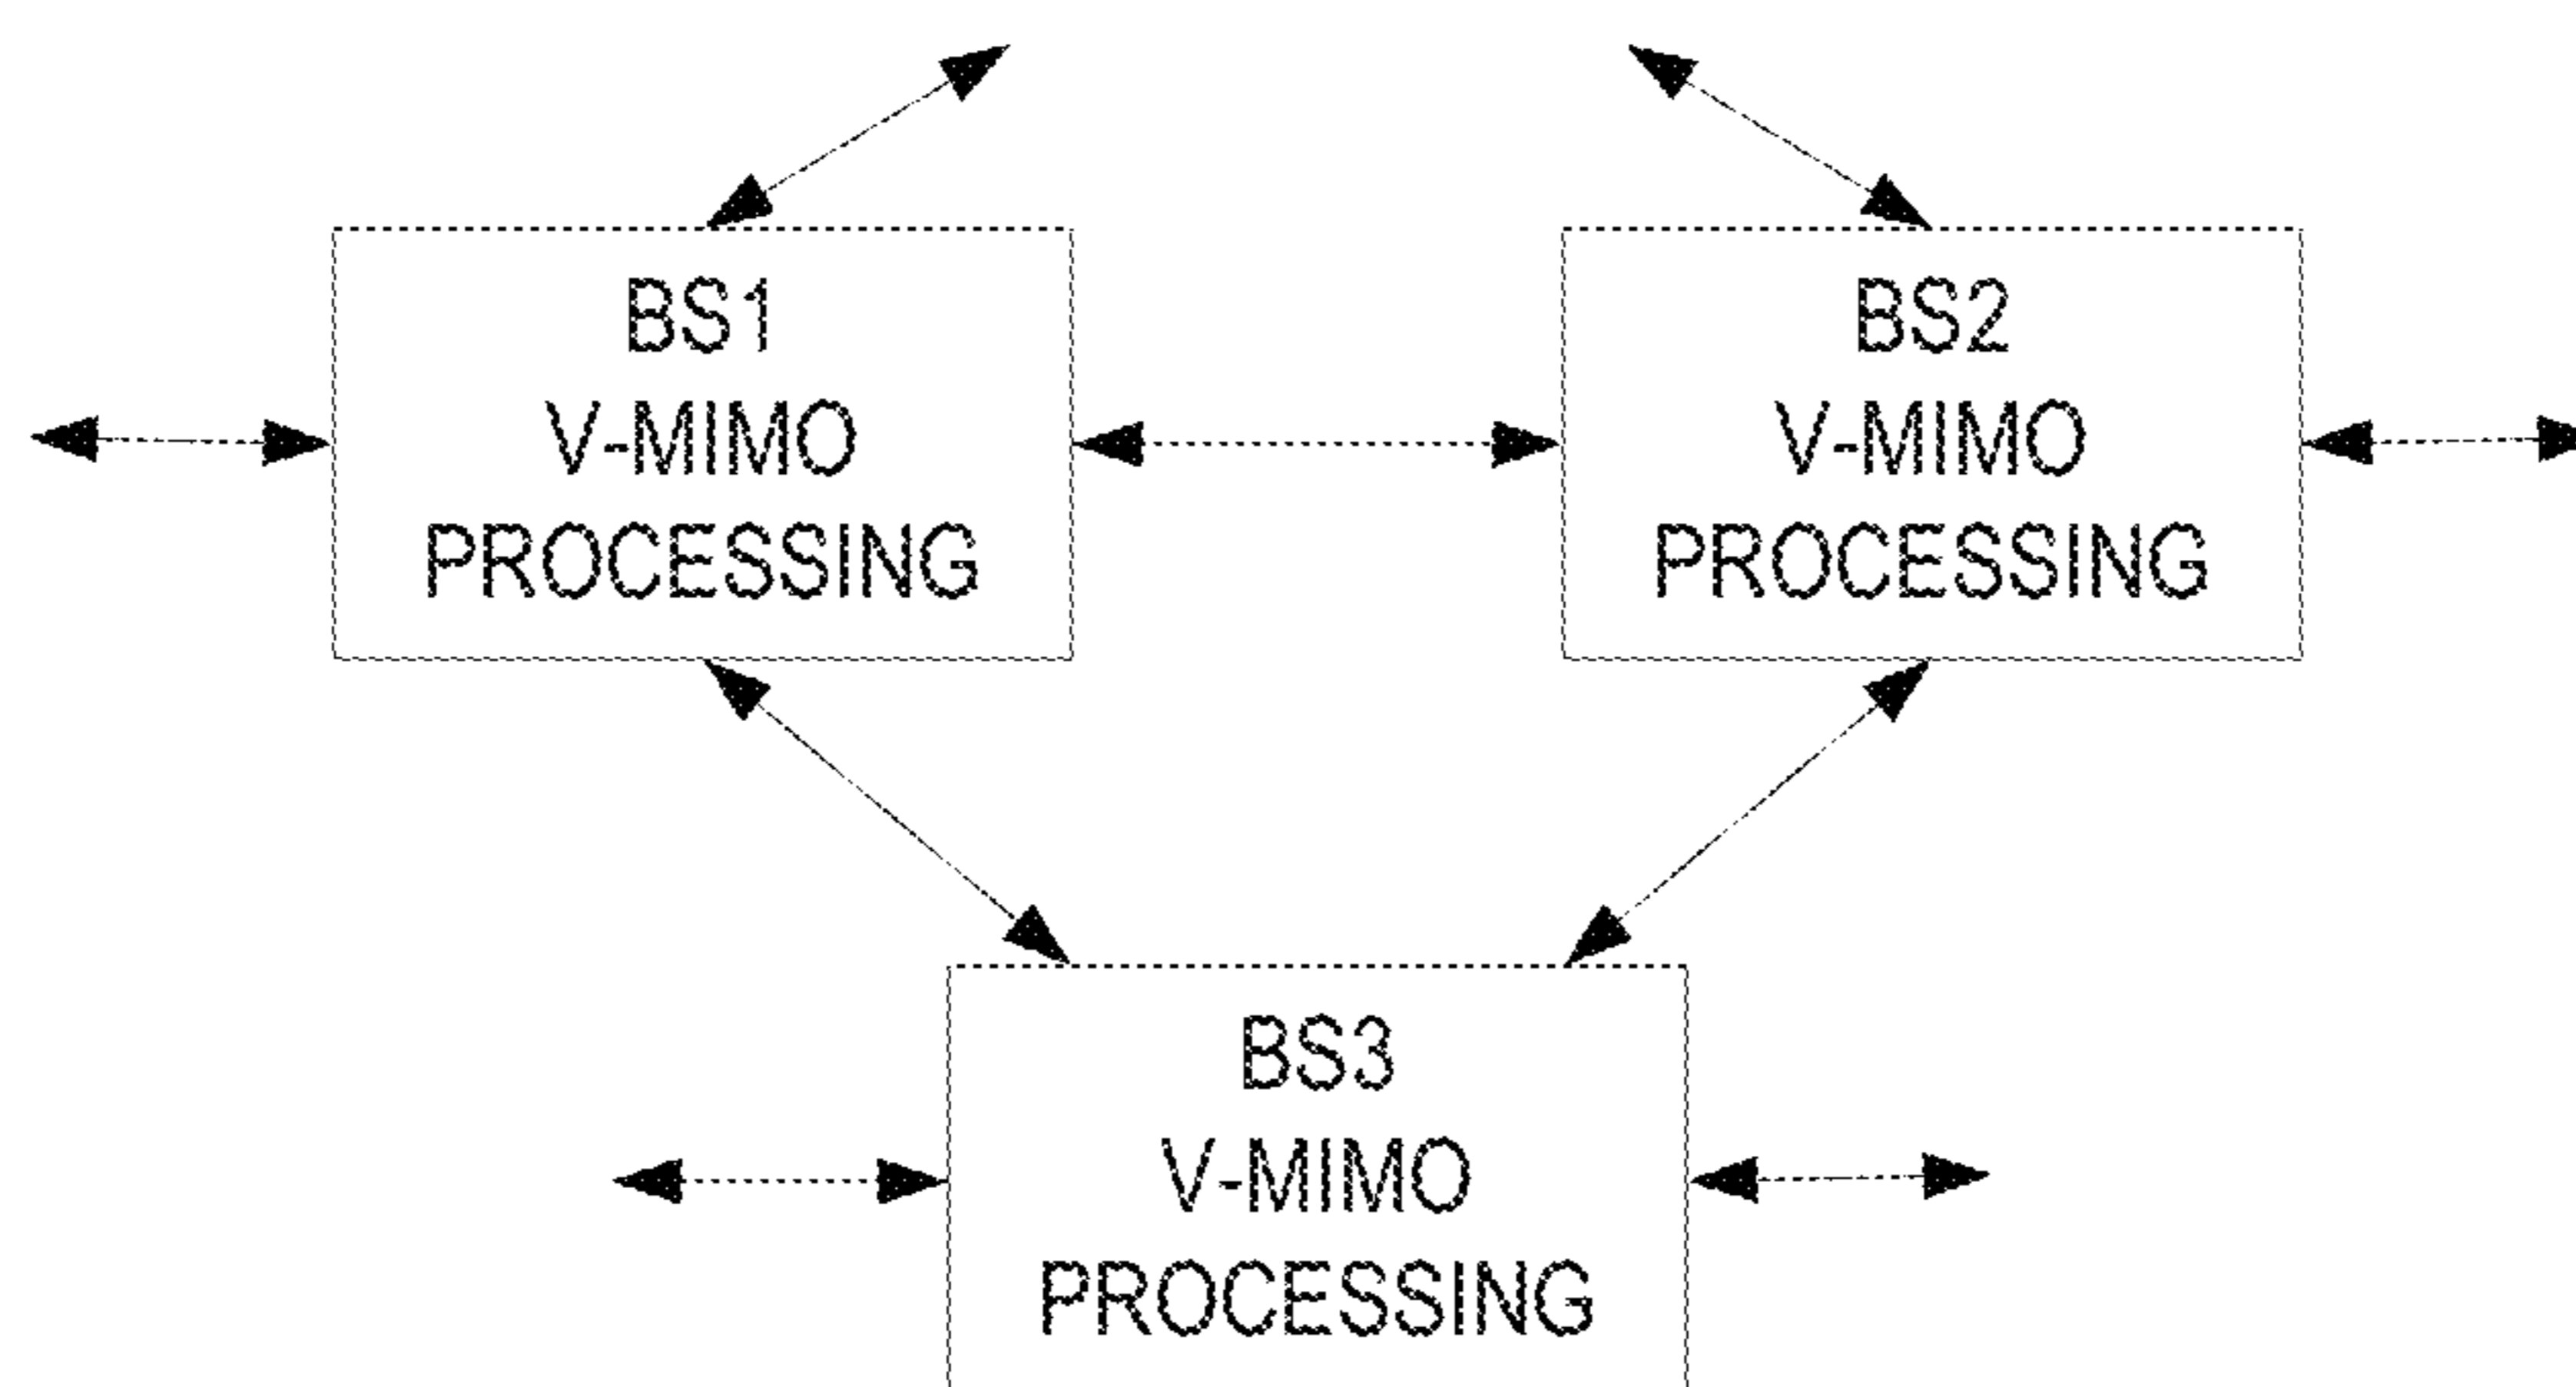 BS1
V-MIMO
PROCESSING
BS2
V-MIMO
PROCESSING
BS3
V-MIMO
PROCESSING